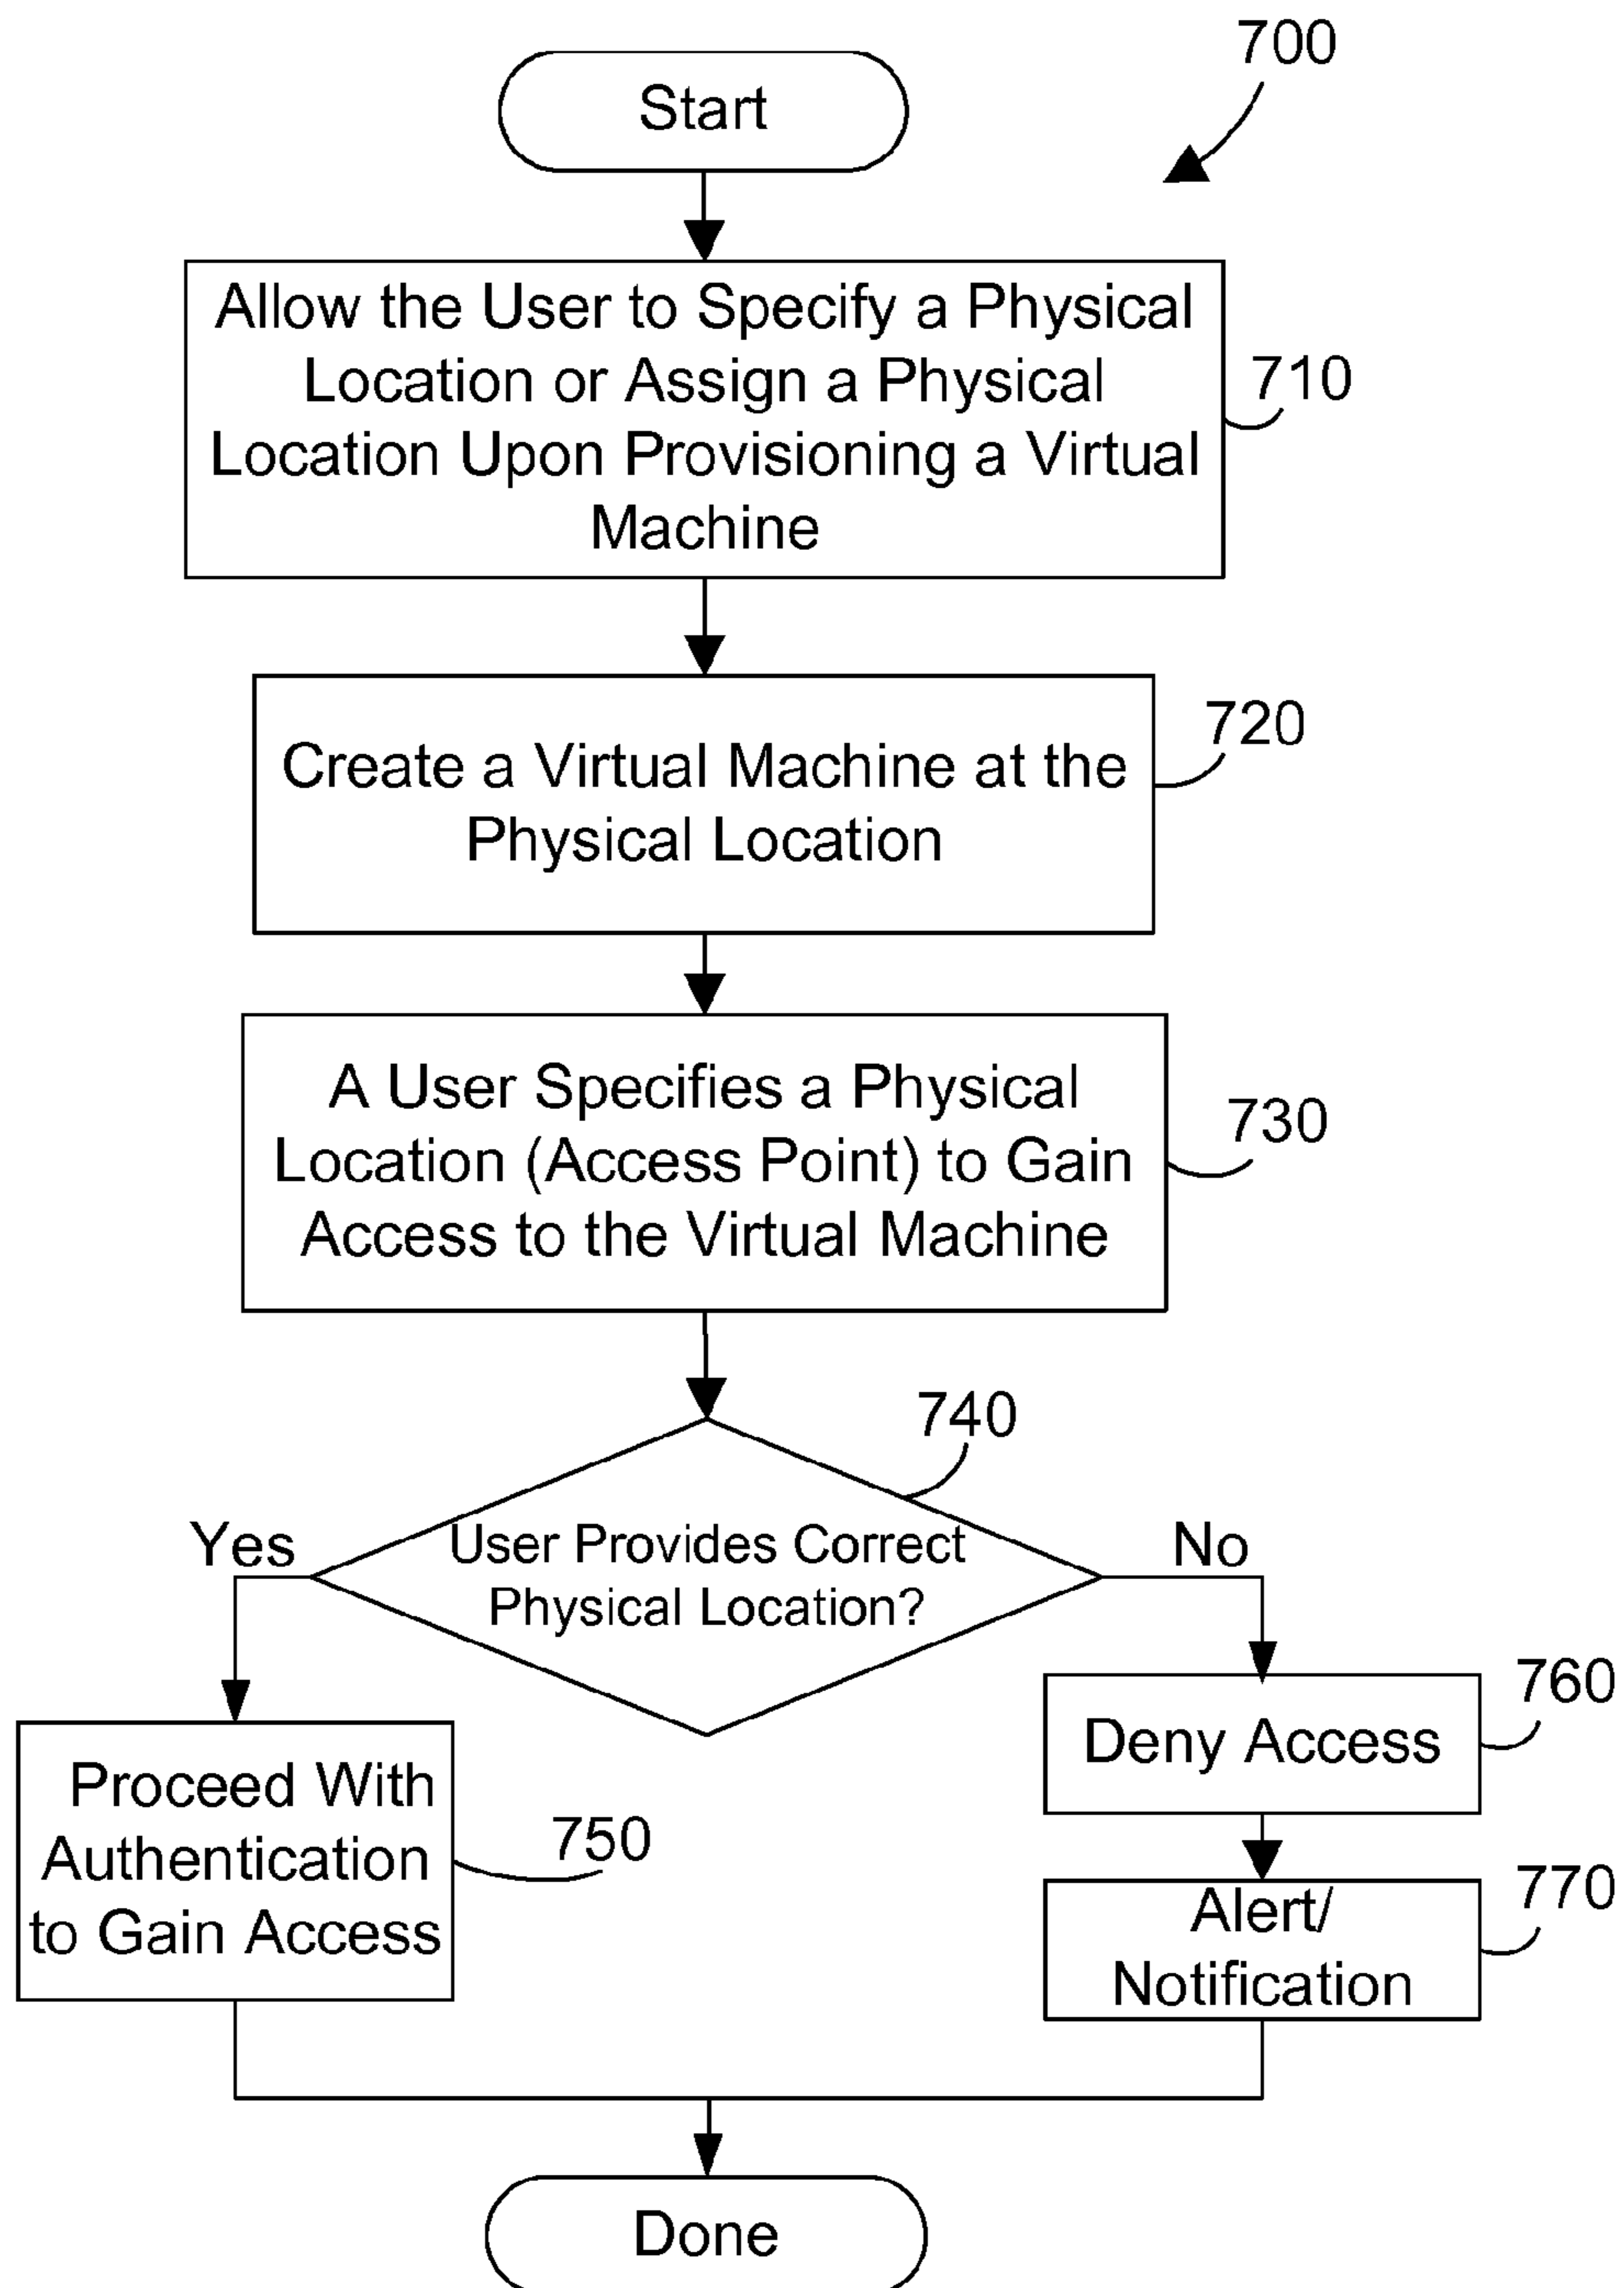 700
Start
Allow the User to Specify a Physical
Location or Assign a Physical
Location Upon Provisioning a Virtual
Machine
710
Create a Virtual Machine at the
Physical Location
720
A User Specifies a Physical
Location (Access Point) to Gain
Access to the Virtual Machine
730
740
User Provides Correct
Physical Location?
Yes
No
Proceed With
Authentication
to Gain Access
750
Deny Access
760
Alert/
Notification
770
Done